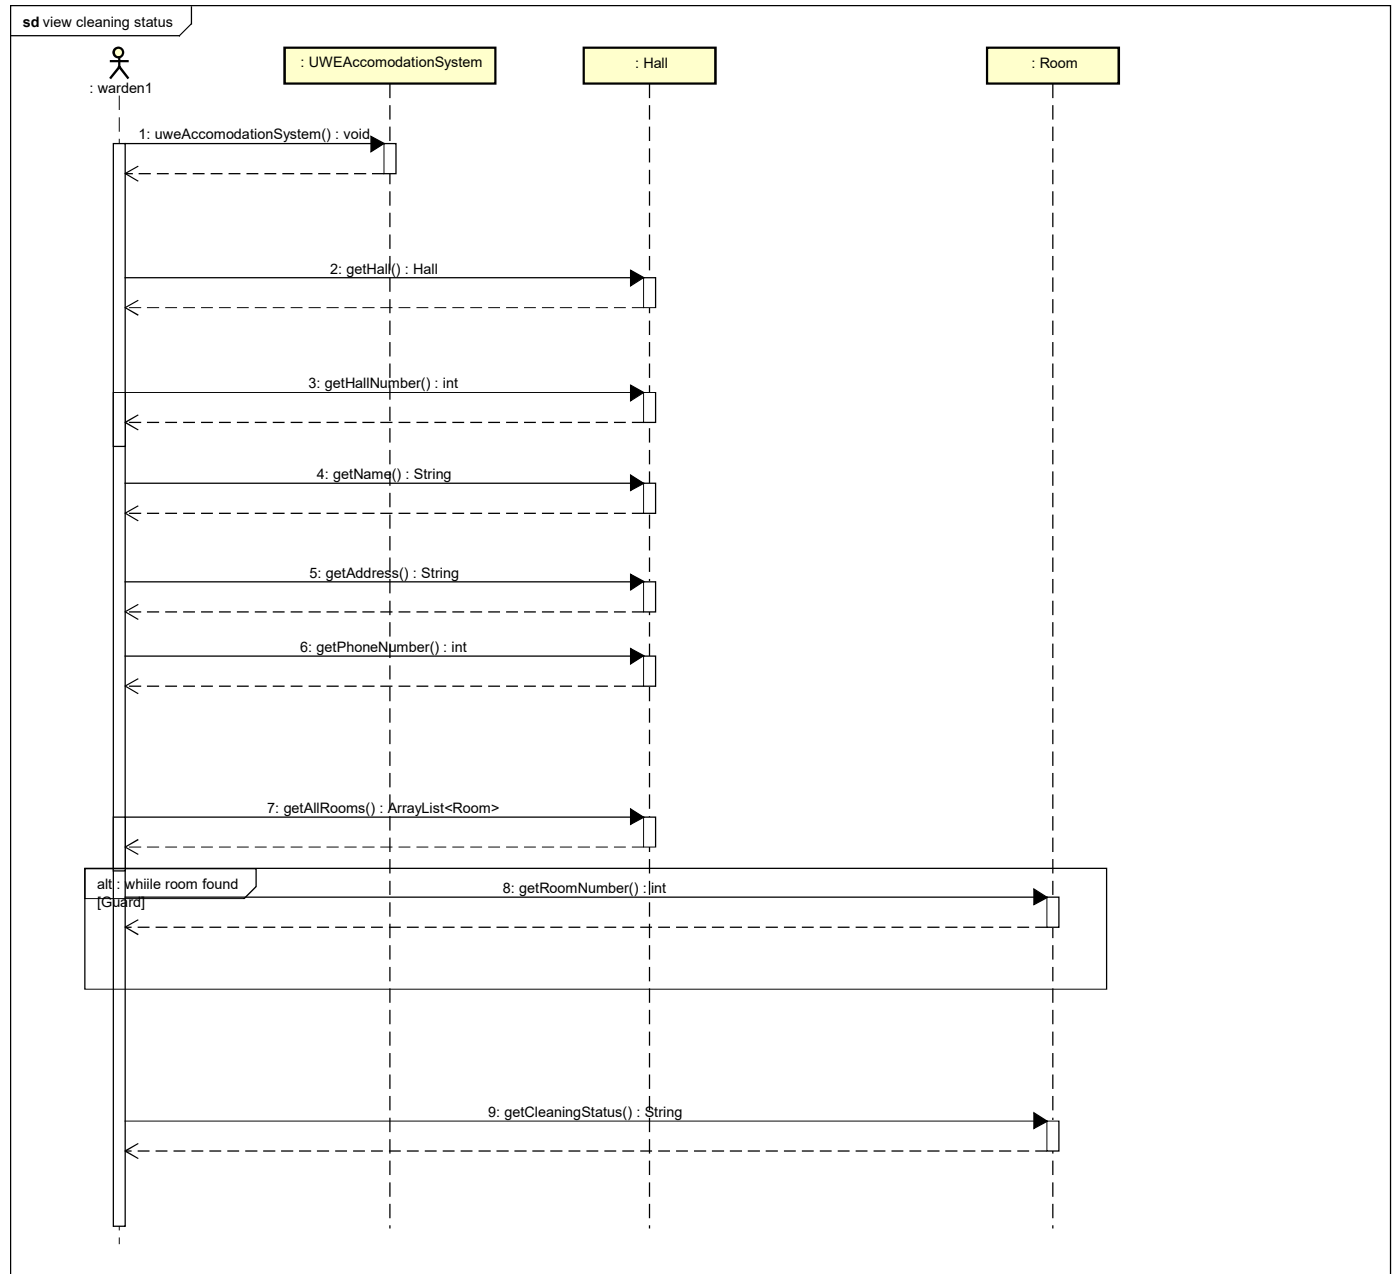 sd view cleaning status
: warden1
: UWEAccomodationSystem
: Hall
: Room
1: uweAccomodationSystem() : void
2: getHall() : Hall
3: getHallNumber() : int
4: getName() : String
5: getAddress() : String
6: getPhoneNumber() : int
7: getAllRooms() : ArrayList<Room>
alt : whiile room found
[Guard]
8: getRoomNumber() : int
9: getCleaningStatus() : String